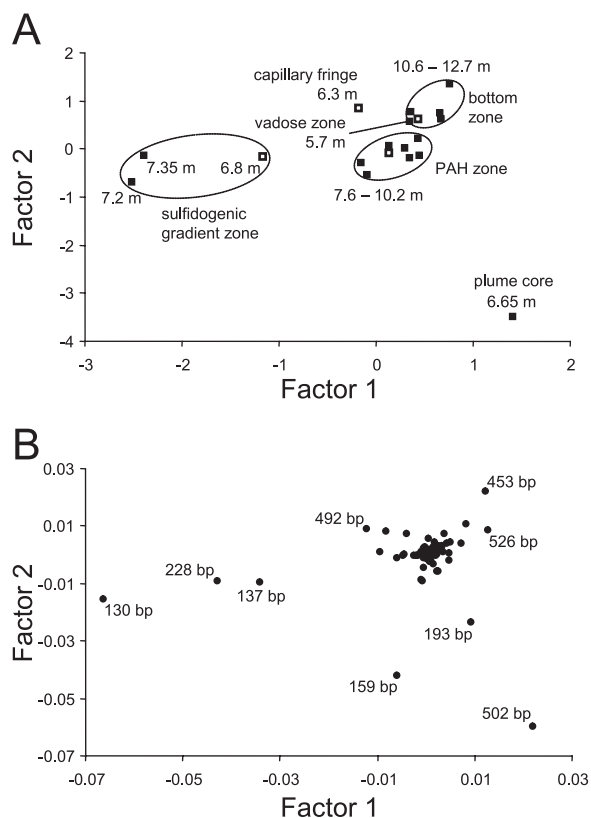 A
2
1
0
-1
-2
-3
-4
-3
-2
-1
0
1
2
Factor 2
Factor 1
10.6 – 12.7 m
capillary fringe
6.3 m
bottom
zone
vadose zone
5.7 m
PAH zone
7.35 m
6.8 m
7.2 m
7.6 – 10.2 m
sulfidogenic
gradient zone
plume core
6.65 m
B
0.03
0.01
-0.01
-0.03
-0.05
-0.07
-0.07
-0.05
-0.03
-0.01
0.01
0.03
Factor 2
Factor 1
453 bp
492 bp
526 bp
228 bp
137 bp
130 bp
193 bp
159 bp
502 bp